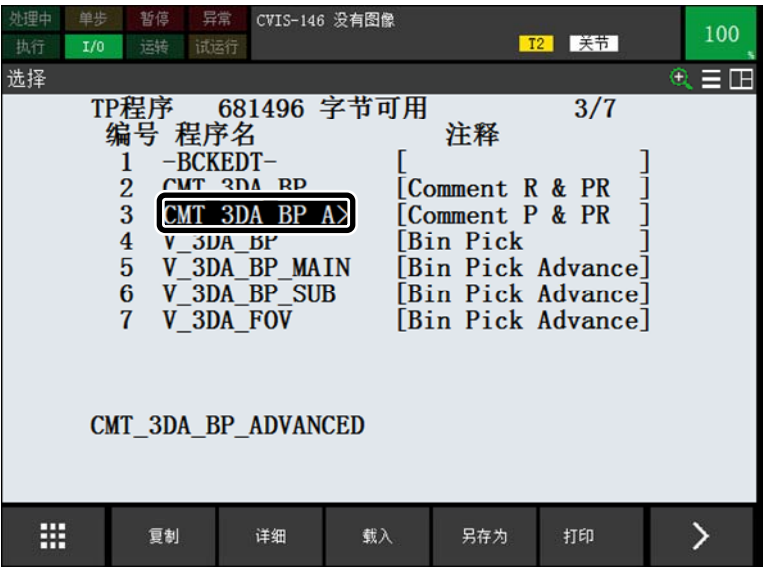 处理中 单步 暂停 异常 CVIS-146 没有图像
执行 I/0 运转 试运行 T2 关节 100 %
选择
TP程序 681496 字节可用 3/7
编号 程序名 注释
1 -BCKEDT- [ ]
2 CMT_3DA_BP [Comment R & PR ]
3 CMT_3DA_BP_A> [Comment P & PR ]
4 V_3DA_BP [Bin Pick ]
5 V_3DA_BP_MAIN [Bin Pick Advance]
6 V_3DA_BP_SUB [Bin Pick Advance]
7 V_3DA_FOV [Bin Pick Advance]
CMT_3DA_BP_ADVANCED
复制 详细 载入 另存为 打印